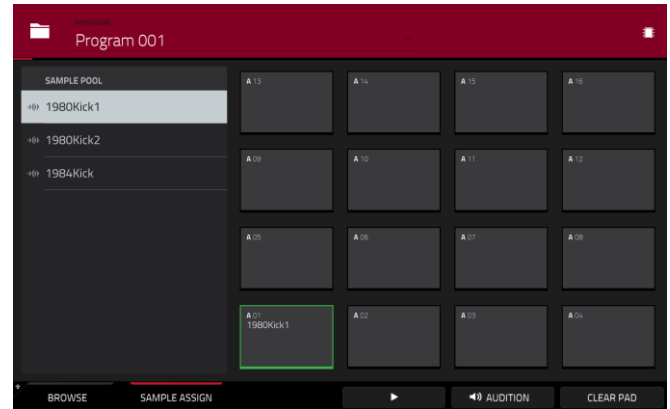 PROGRAM
Program 001
SAMPLE POOL
1980Kick1
1980Kick2
1984Kick
A 13
A 14
A 15
A 16
A 09
A 10
A 11
A 12
A 05
A 06
A 07
A 08
A 01
1980Kick1
A 02
A 03
A 04
BROWSE
SAMPLE ASSIGN
AUDITION
CLEAR PAD